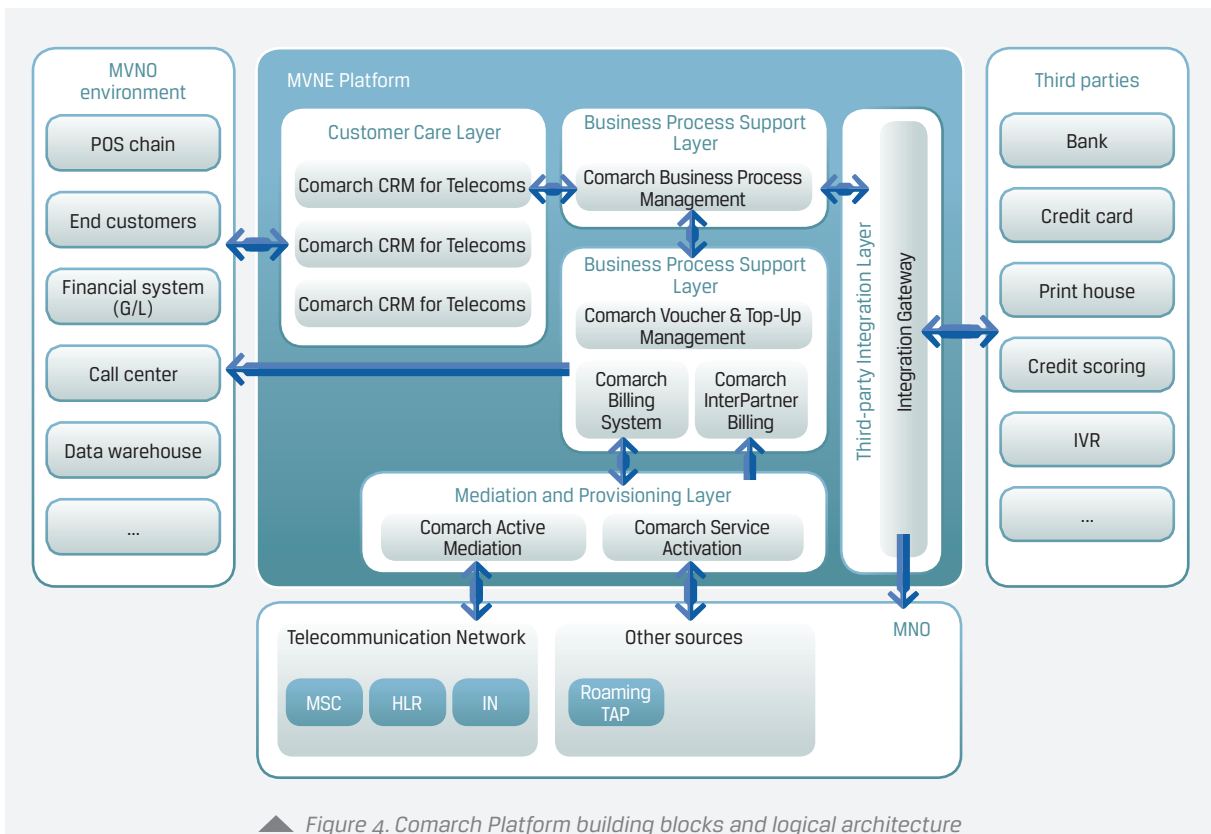 MVNO
environment
POS chain
End customers
Financial system
(G/L)
Call center
Data warehouse
...
MVNE Platform
Customer Care Layer
Comarch CRM for Telecoms
Comarch CRM for Telecoms
Comarch CRM for Telecoms
Business Process Support
Layer
Comarch Business Process
Management
Business Process Support
Layer
Comarch Voucher & Top-Up
Management
Comarch
Billing
System
Comarch
InterPartner
Billing
Mediation and Provisioning Layer
Comarch Active
Mediation
Comarch Service
Activation
Third-party Integration Layer
Integration Gateway
Third parties
Bank
Credit card
Print house
Credit scoring
IVR
...
MNO
Telecommunication Network
MSC
HLR
IN
Other sources
Roaming
TAP
Figure 4. Comarch Platform building blocks and logical architecture